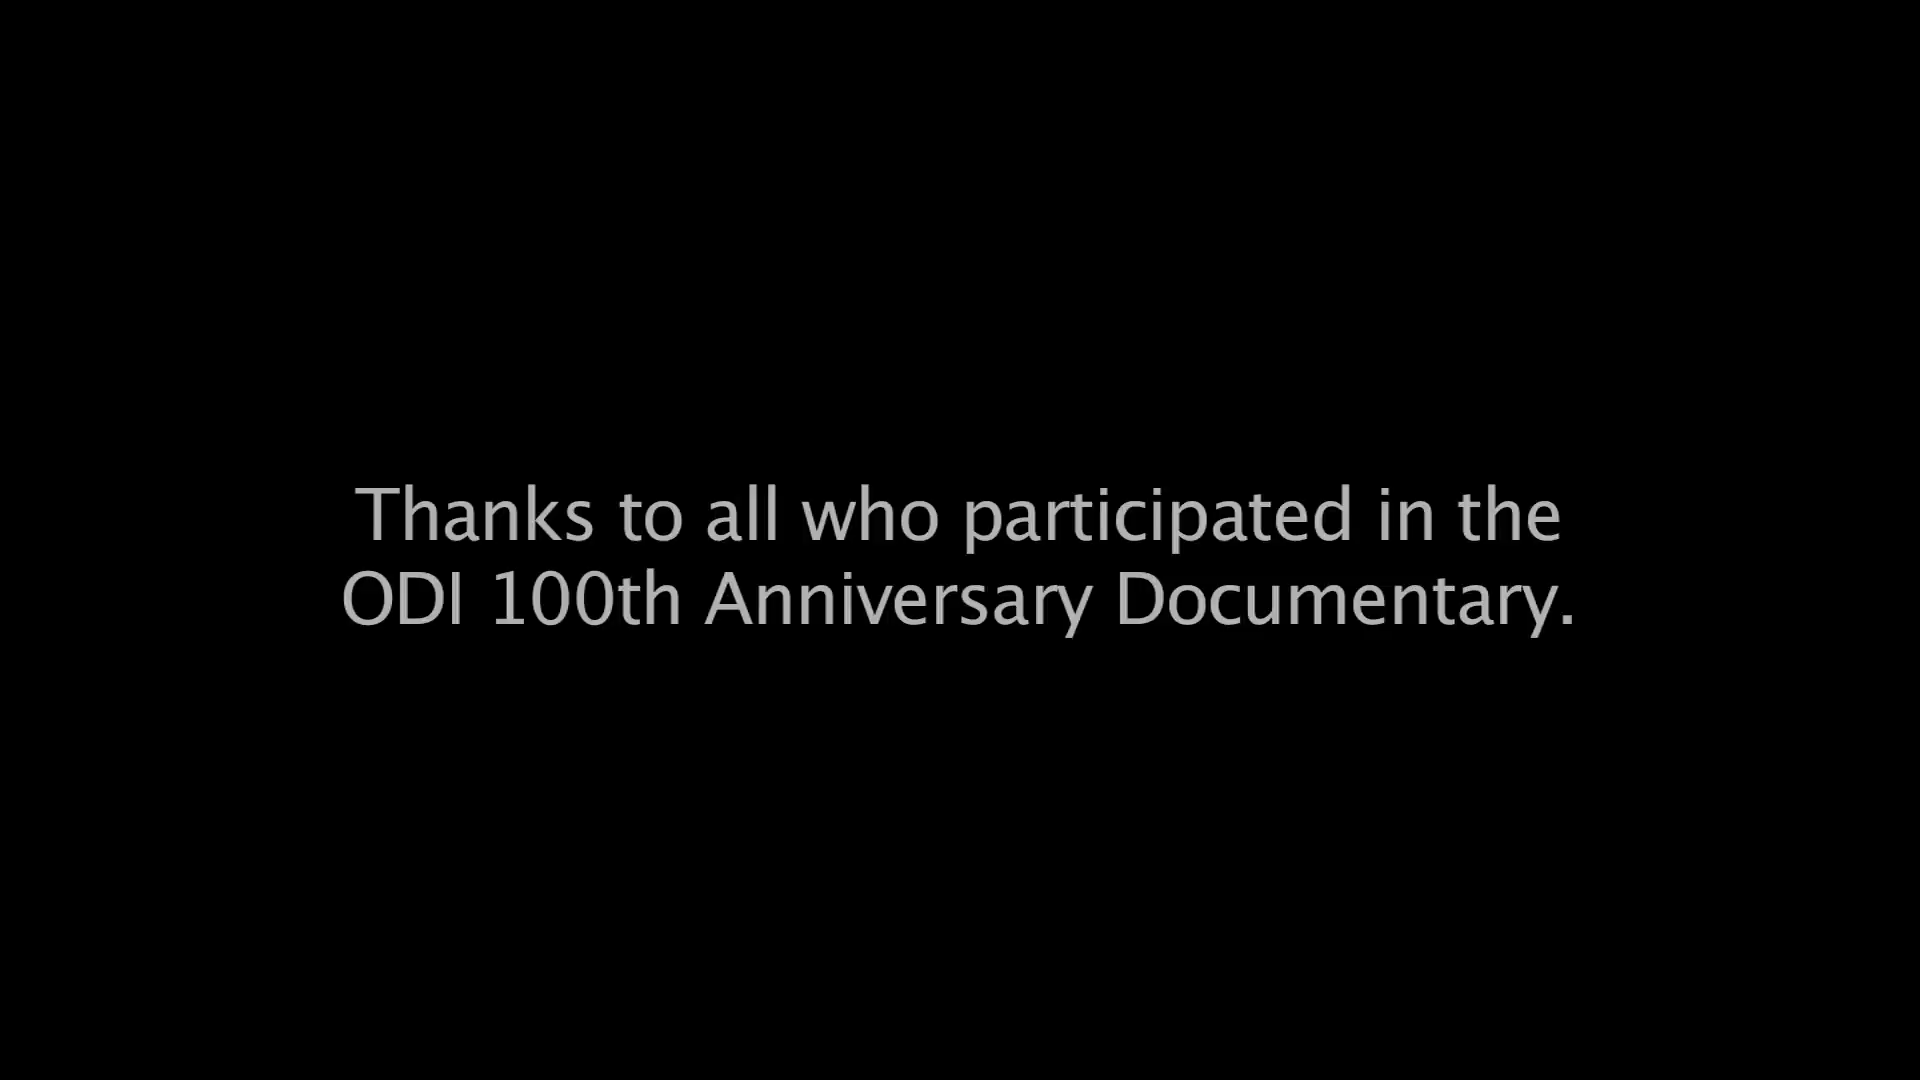 Thanks to all who participated in the
ODI 100th Anniversary Documentary.